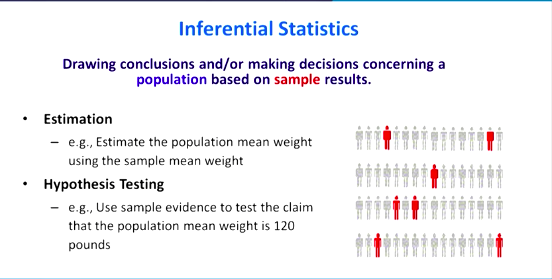 Inferential Statistics
Drawing conclusions and/or making decisions concerning a
population based on sample results.
• Estimation
– e.g., Estimate the population mean weight
using the sample mean weight
• Hypothesis Testing
– e.g., Use sample evidence to test the claim
that the population mean weight is 120
pounds